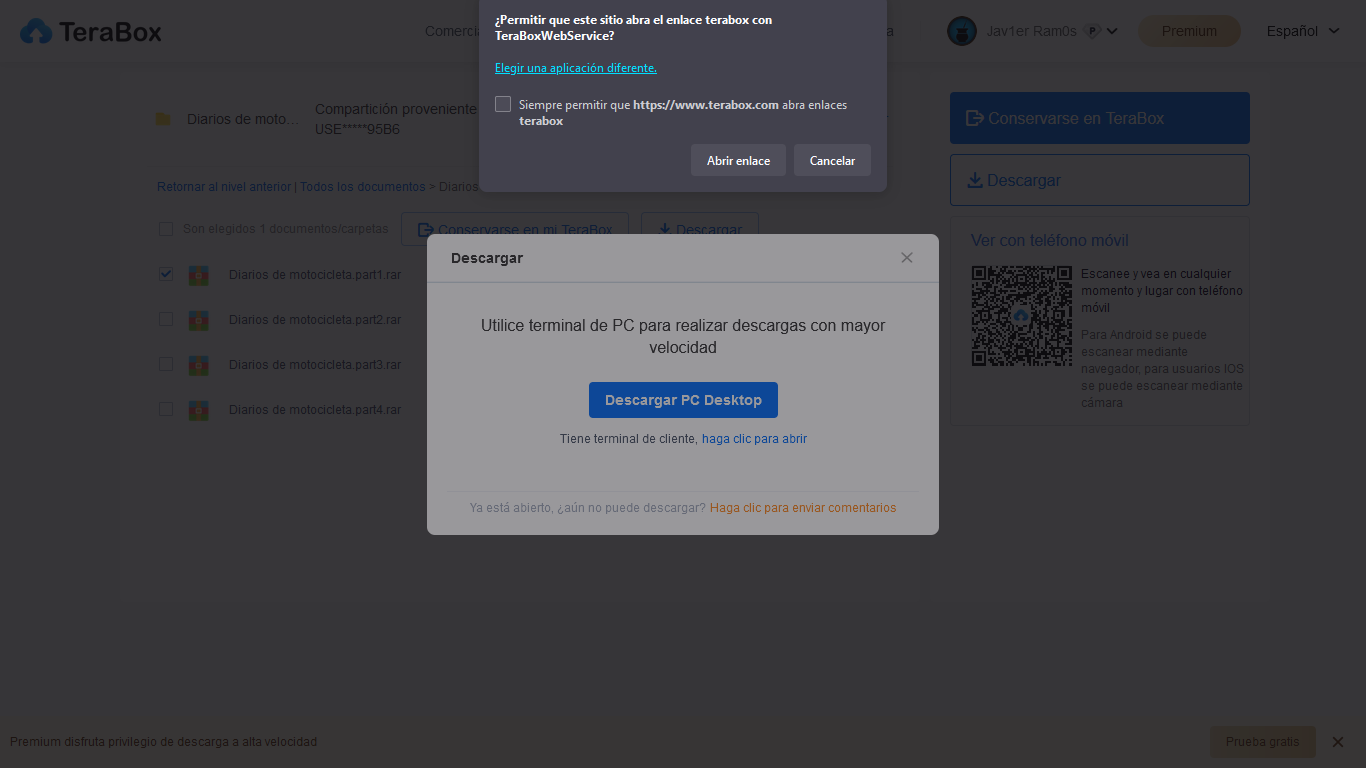 ¿Permitir que este sitio abra el enlace terabox con
TeraBoxWebService?
Elegir una aplicación diferente.
Siempre permitir que https://www.terabox.com abra enlaces
terabox
Abrir enlace
Cancelar
TeraBox
Jav1er Ram0s
P
Premium
Español
Diarios de moto...
Compartición proveniente
USE*****95B6
Retornar al nivel anterior | Todos los documentos > Diarios
Son elegidos 1 documentos/carpetas
Conservarse en mi TeraBox
Descargar
Diarios de motocicleta.part1.rar
Diarios de motocicleta.part2.rar
Diarios de motocicleta.part3.rar
Diarios de motocicleta.part4.rar
Descargar
Utilice terminal de PC para realizar descargas con mayor
velocidad
Descargar PC Desktop
Tiene terminal de cliente, haga clic para abrir
Ya está abierto, ¿aún no puede descargar? Haga clic para enviar comentarios
Conservarse en TeraBox
Descargar
Ver con teléfono móvil
Escanee y vea en cualquier
momento y lugar con teléfono
móvil
Para Android se puede
escanear mediante
navegador, para usuarios IOS
se puede escanear mediante
cámara
Premium disfruta privilegio de descarga a alta velocidad
Prueba gratis